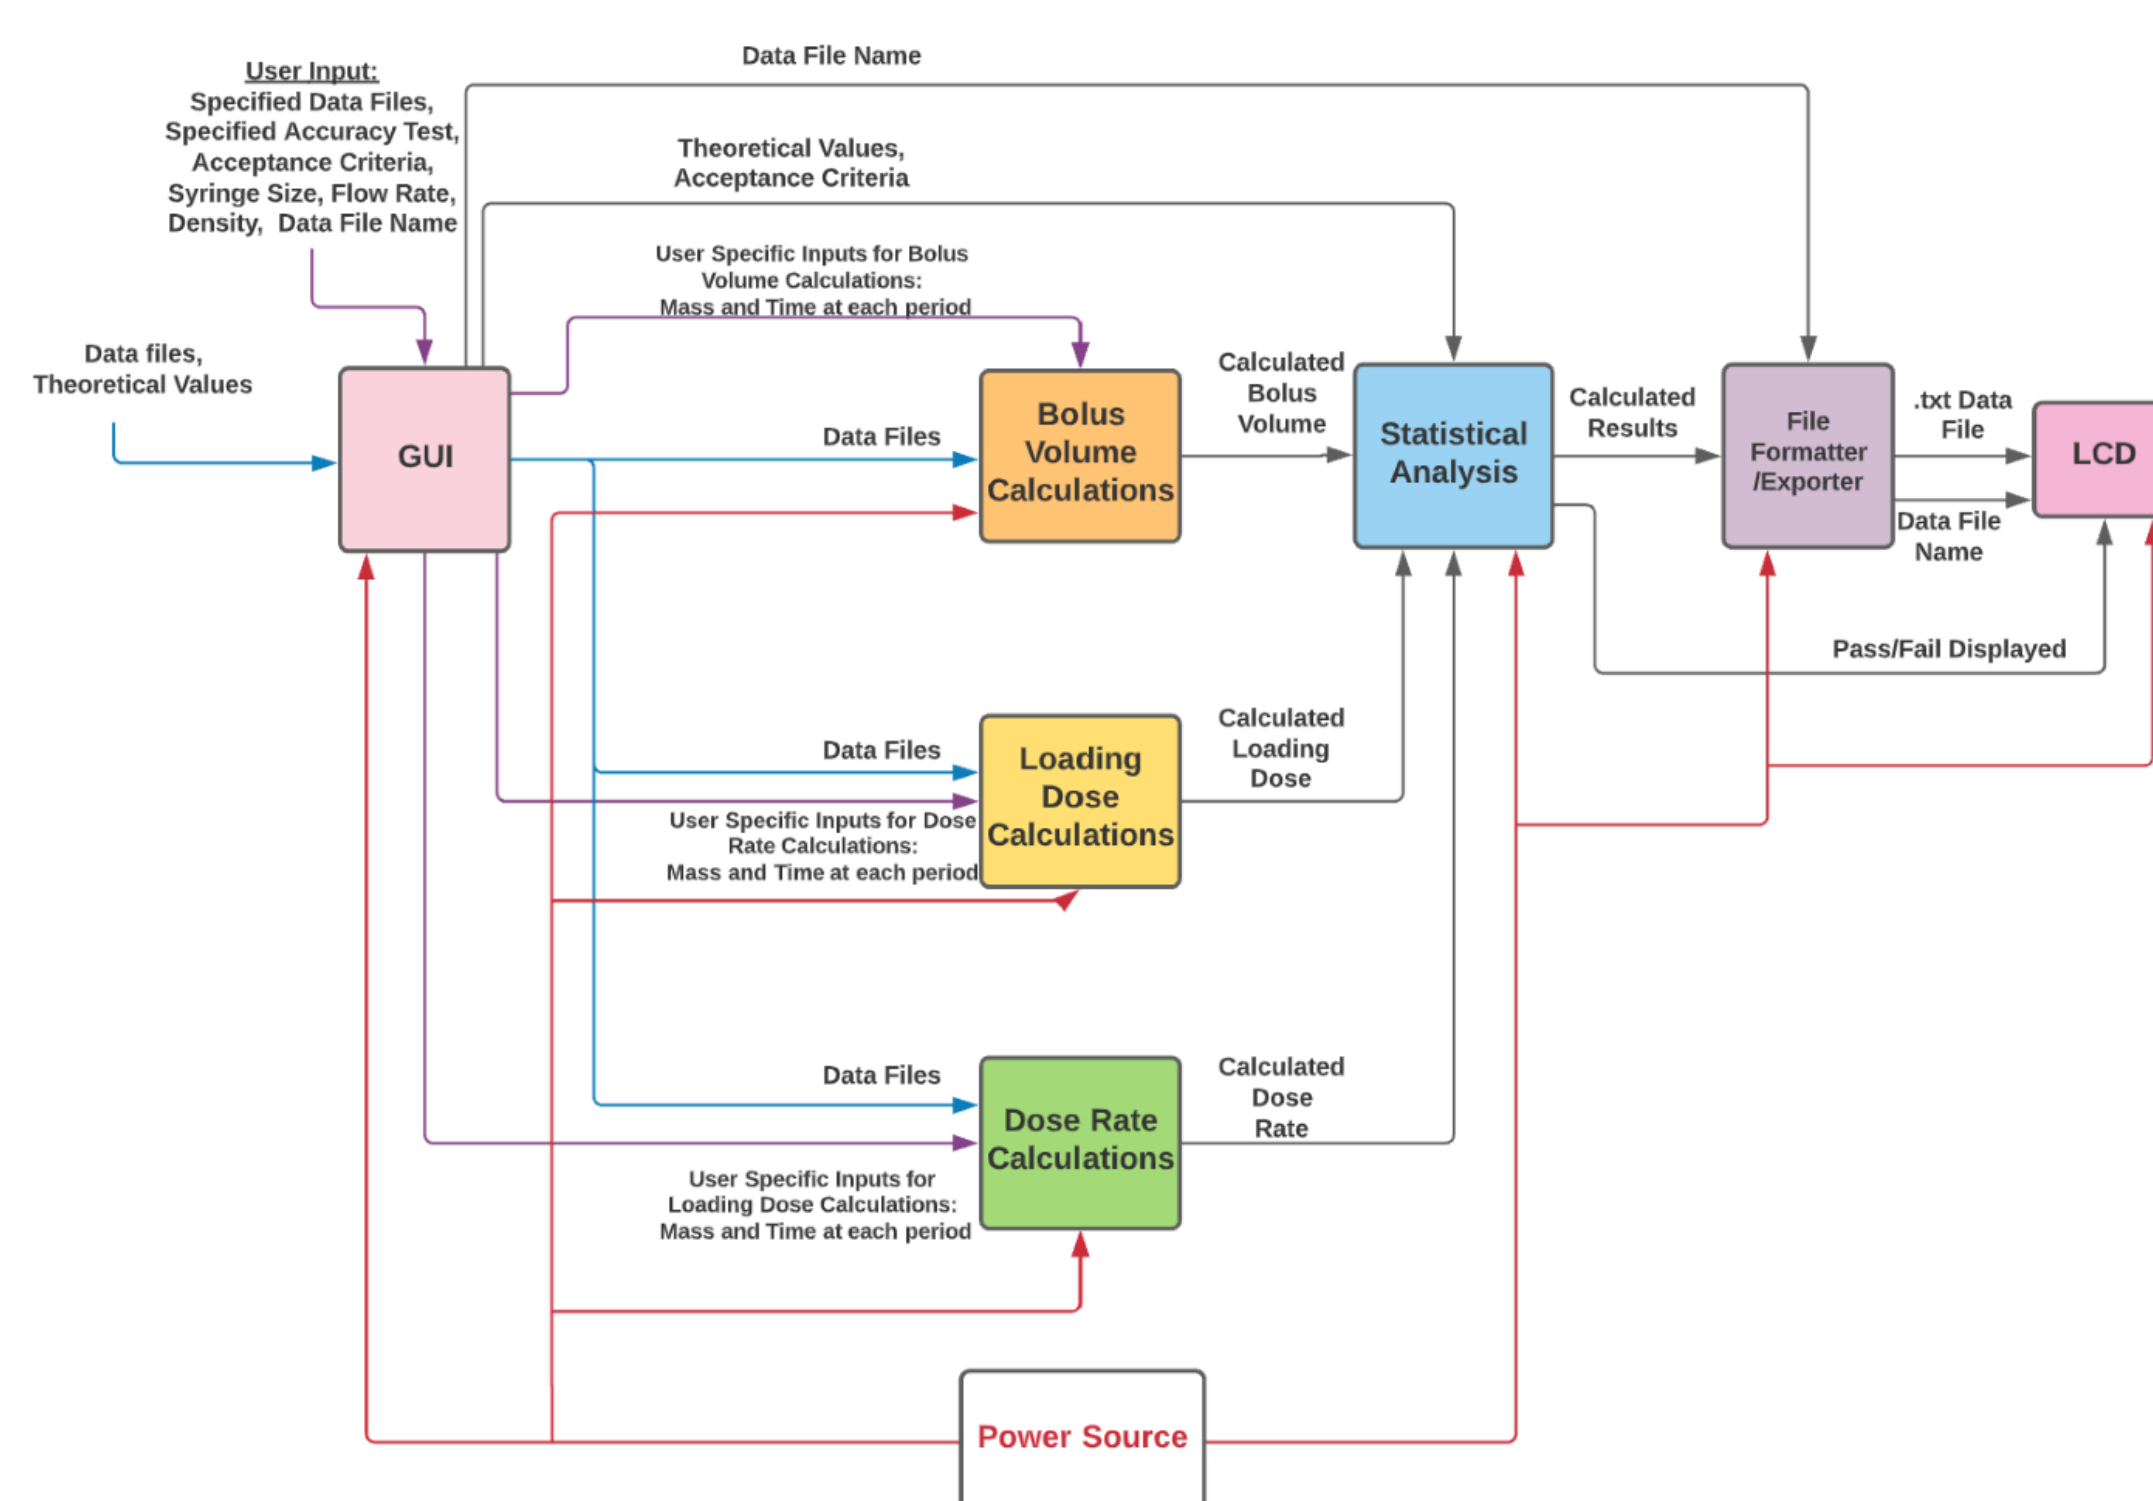 Data File Name
User Input:
Specified Data Files,
Specified Accuracy Test,
Acceptance Criteria,
Syringe Size, Flow Rate,
Density, Data File Name
Theoretical Values,
Acceptance Criteria
User Specific Inputs for Bolus
Volume Calculations:
Mass and Time at each period
Data files,
Theoretical Values
GUI
Data Files
Bolus
Volume
Calculations
Calculated
Bolus
Volume
Statistical
Analysis
Calculated
Results
File
Formatter
/Exporter
.txt Data
File
Data File
Name
LCD
Pass/Fail Displayed
Data Files
User Specific Inputs for Dose
Rate Calculations:
Mass and Time at each period
Loading
Dose
Calculations
Calculated
Loading
Dose
Data Files
User Specific Inputs for
Loading Dose Calculations:
Mass and Time at each period
Dose Rate
Calculations
Calculated
Dose
Rate
Power Source